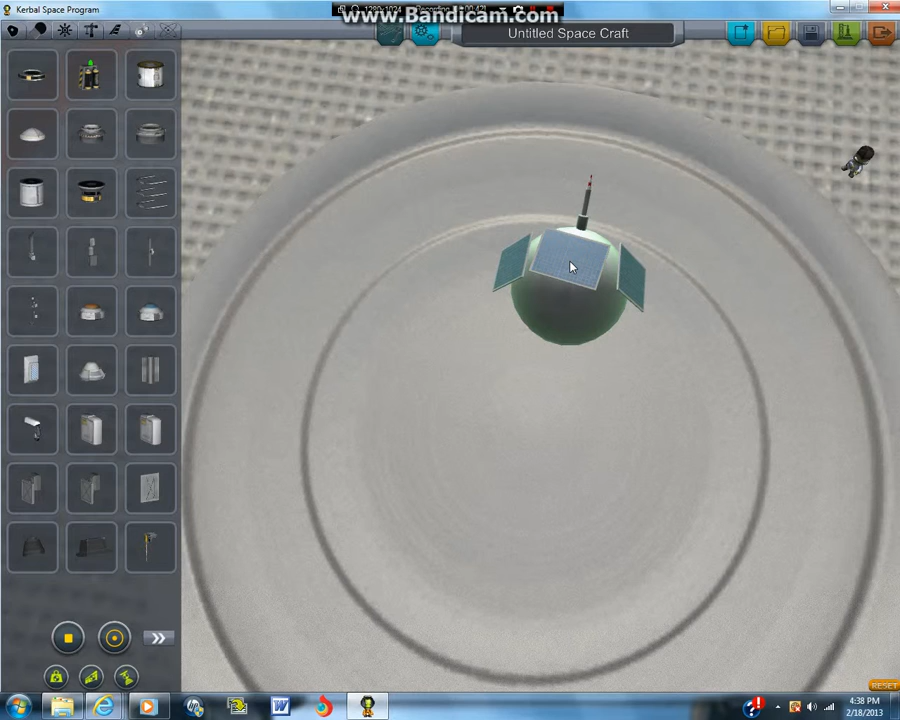 Kerbal Space Program
www.Bandicam.com
Untitled Space Craft
RESET
4:38 PM
2/18/2013